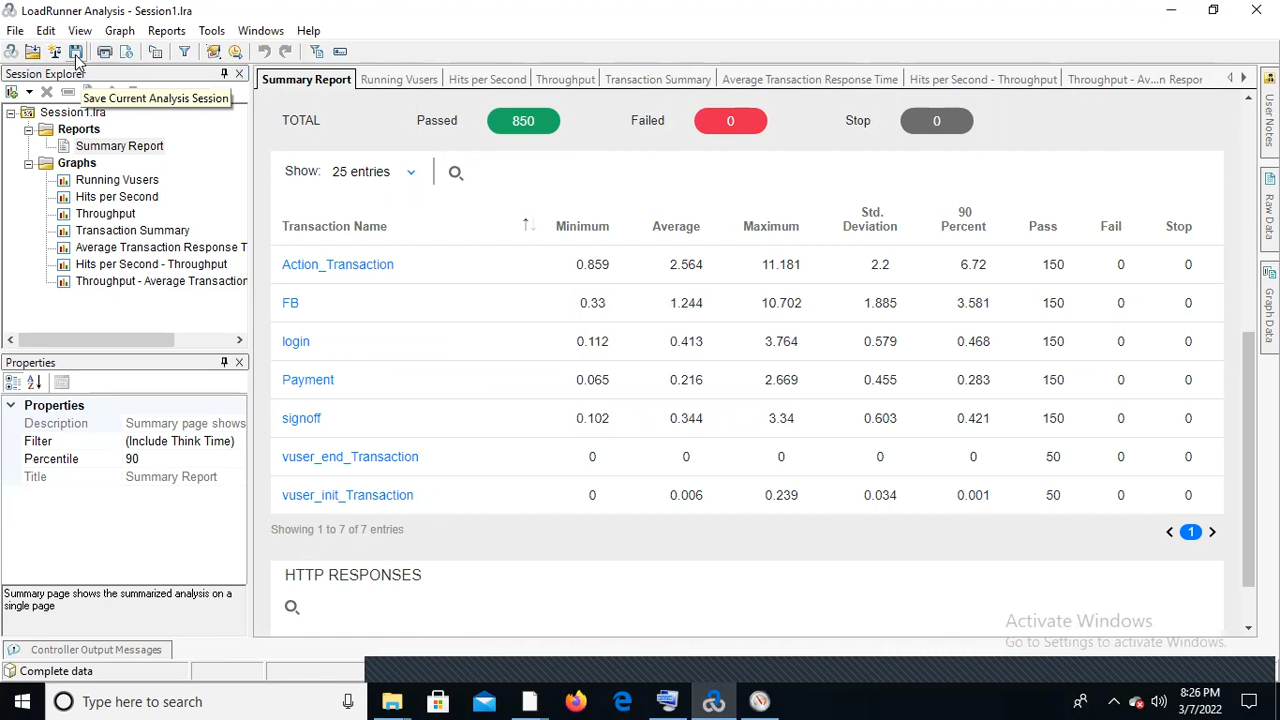 LoadRunner Analysis - Session1.lra
File Edit View Graph Reports Tools Windows Help
Session Explorer
Save Current Analysis Session
Session1.lra
Reports
Summary Report
Graphs
Running Vusers
Hits per Second
Throughput
Transaction Summary
Average Transaction Response T
Hits per Second - Throughput
Throughput - Average Transaction
Properties
Properties
Description Summary page shows
Filter (Include Think Time)
Percentile 90
Title Summary Report
Summary page shows the summarized analysis on a
single page
Controller Output Messages
Complete data
Summary Report Running Vusers Hits per Second Throughput Transaction Summary Average Transaction Response Time Hits per Second - Throughput Throughput - Av...n Respor
TOTAL Passed 850 Failed 0 Stop 0
Show: 25 entries
Transaction Name Minimum Average Maximum Std. Deviation 90 Percent Pass Fail Stop
Action_Transaction 0.859 2.564 11.181 2.2 6.72 150 0 0
FB 0.33 1.244 10.702 1.885 3.581 150 0 0
login 0.112 0.413 3.764 0.579 0.468 150 0 0
Payment 0.065 0.216 2.669 0.455 0.283 150 0 0
signoff 0.102 0.344 3.34 0.603 0.421 150 0 0
vuser_end_Transaction 0 0 0 0 0 50 0 0
vuser_init_Transaction 0 0.006 0.239 0.034 0.001 50 0 0
Showing 1 to 7 of 7 entries
1
HTTP RESPONSES
User Notes
Raw Data
Graph Data
Activate Windows
Go to Settings to activate Windows.
Type here to search
8:26 PM
3/7/2022